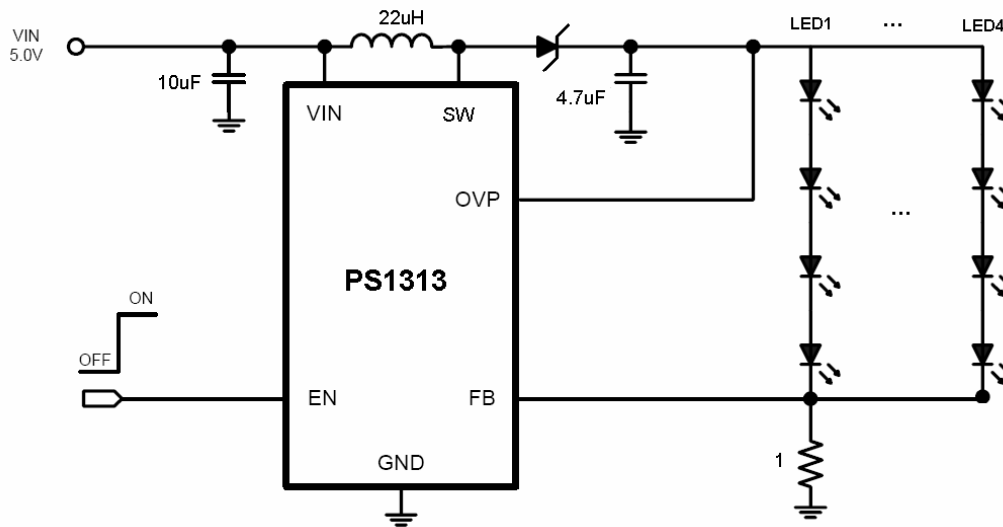 22uH
LED1
...
LED4
VIN
5.0V
10uF
4.7uF
VIN
SW
OVP
...
PS1313
ON
OFF
EN
FB
GND
1